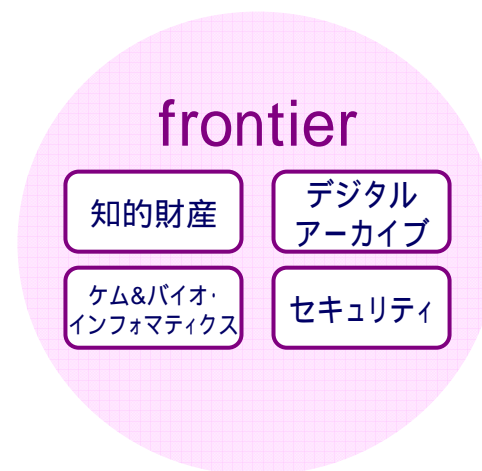 frontier
知的財産
デジタル
アーカイブ
ケム&バイオ・
インフォマティクス
セキュリティ